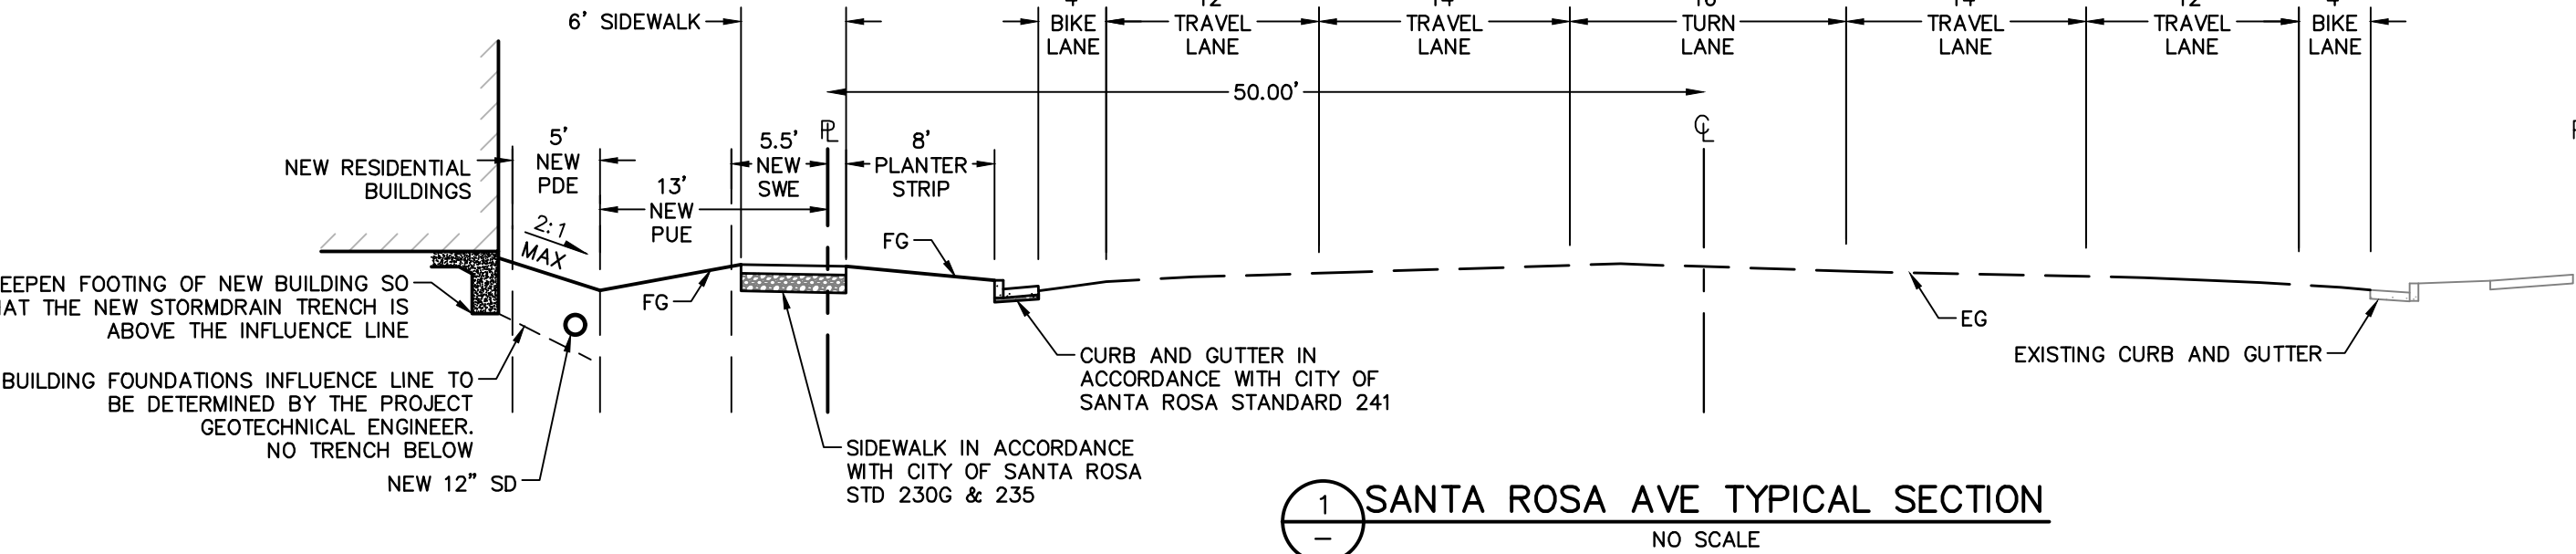 6' SIDEWALK
BIKE
LANE
TRAVEL
LANE
TRAVEL
LANE
TURN
LANE
TRAVEL
LANE
TRAVEL
LANE
BIKE
LANE
50.00'
NEW RESIDENTIAL
BUILDINGS
5'
NEW
PDE
13'
NEW
PUE
5.5'
NEW
SWE
PL
8'
PLANTER
STRIP
CL
2:1
MAX
FG
FG
EG
FOOTING OF NEW BUILDING SO
THE NEW STORMDRAIN TRENCH IS
ABOVE THE INFLUENCE LINE
BUILDING FOUNDATIONS INFLUENCE LINE TO
BE DETERMINED BY THE PROJECT
GEOTECHNICAL ENGINEER.
NO TRENCH BELOW
NEW 12" SD
CURB AND GUTTER IN
ACCORDANCE WITH CITY OF
SANTA ROSA STANDARD 241
SIDEWALK IN ACCORDANCE
WITH CITY OF SANTA ROSA
STD 230G & 235
EXISTING CURB AND GUTTER
1
–
SANTA ROSA AVE TYPICAL SECTION
NO SCALE